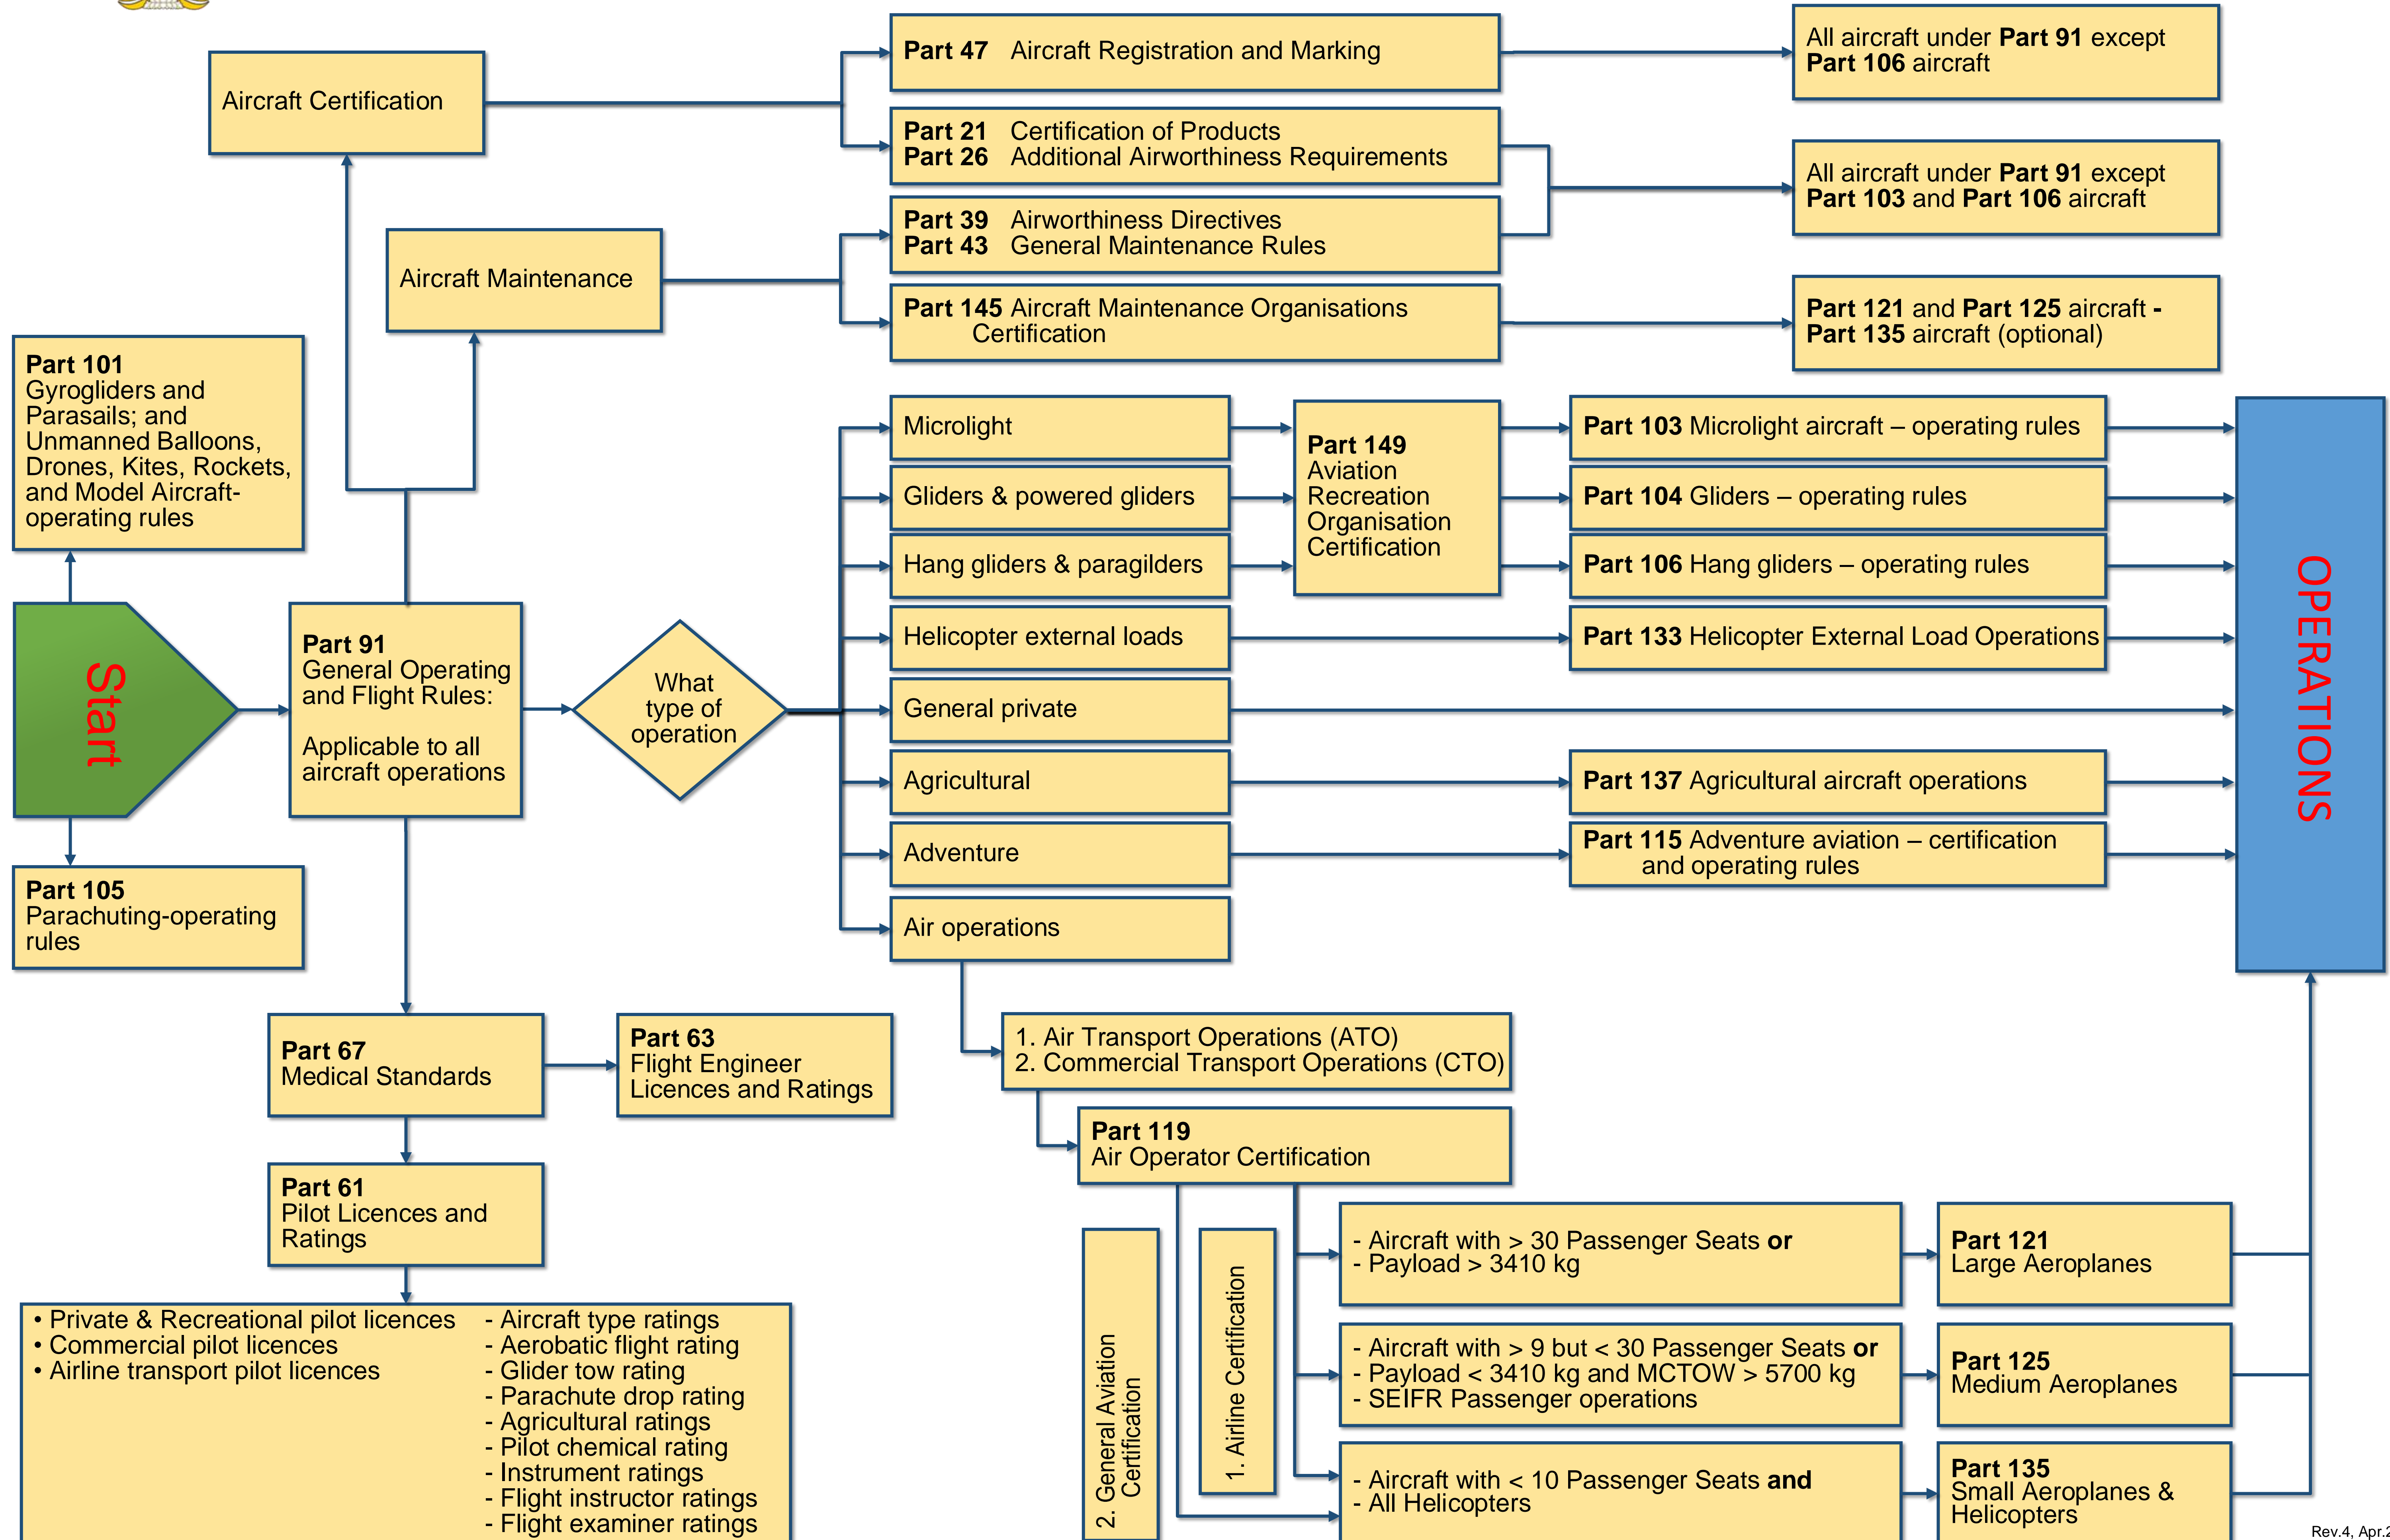 Aircraft Certification
Part 47 Aircraft Registration and Marking
All aircraft under Part 91 except
Part 106 aircraft
Part 21 Certification of Products
Part 26 Additional Airworthiness Requirements
All aircraft under Part 91 except
Part 103 and Part 106 aircraft
Aircraft Maintenance
Part 39 Airworthiness Directives
Part 43 General Maintenance Rules
Part 145 Aircraft Maintenance Organisations
Certification
Part 121 and Part 125 aircraft -
Part 135 aircraft (optional)
Part 101
Gyrogliders and
Parasails; and
Unmanned Balloons,
Drones, Kites, Rockets,
and Model Aircraft-
operating rules
Start
Part 105
Parachuting-operating
rules
Part 91
General Operating
and Flight Rules:
Applicable to all
aircraft operations
What
type of
operation
Microlight
Gliders & powered gliders
Hang gliders & paragilders
Part 149
Aviation
Recreation
Organisation
Certification
Part 103 Microlight aircraft – operating rules
Part 104 Gliders – operating rules
Part 106 Hang gliders – operating rules
Helicopter external loads
Part 133 Helicopter External Load Operations
General private
Agricultural
Part 137 Agricultural aircraft operations
Adventure
Part 115 Adventure aviation – certification
and operating rules
Air operations
OPERATIONS
Part 67
Medical Standards
Part 63
Flight Engineer
Licences and Ratings
Part 61
Pilot Licences and
Ratings
• Private & Recreational pilot licences
• Commercial pilot licences
• Airline transport pilot licences
- Aircraft type ratings
- Aerobatic flight rating
- Glider tow rating
- Parachute drop rating
- Agricultural ratings
- Pilot chemical rating
- Instrument ratings
- Flight instructor ratings
- Flight examiner ratings
1. Air Transport Operations (ATO)
2. Commercial Transport Operations (CTO)
Part 119
Air Operator Certification
2. General Aviation
Certification
1. Airline Certification
- Aircraft with > 30 Passenger Seats or
- Payload > 3410 kg
Part 121
Large Aeroplanes
- Aircraft with > 9 but < 30 Passenger Seats or
- Payload < 3410 kg and MCTOW > 5700 kg
- SEIFR Passenger operations
Part 125
Medium Aeroplanes
- Aircraft with < 10 Passenger Seats and
- All Helicopters
Part 135
Small Aeroplanes &
Helicopters
Rev.4, Apr.